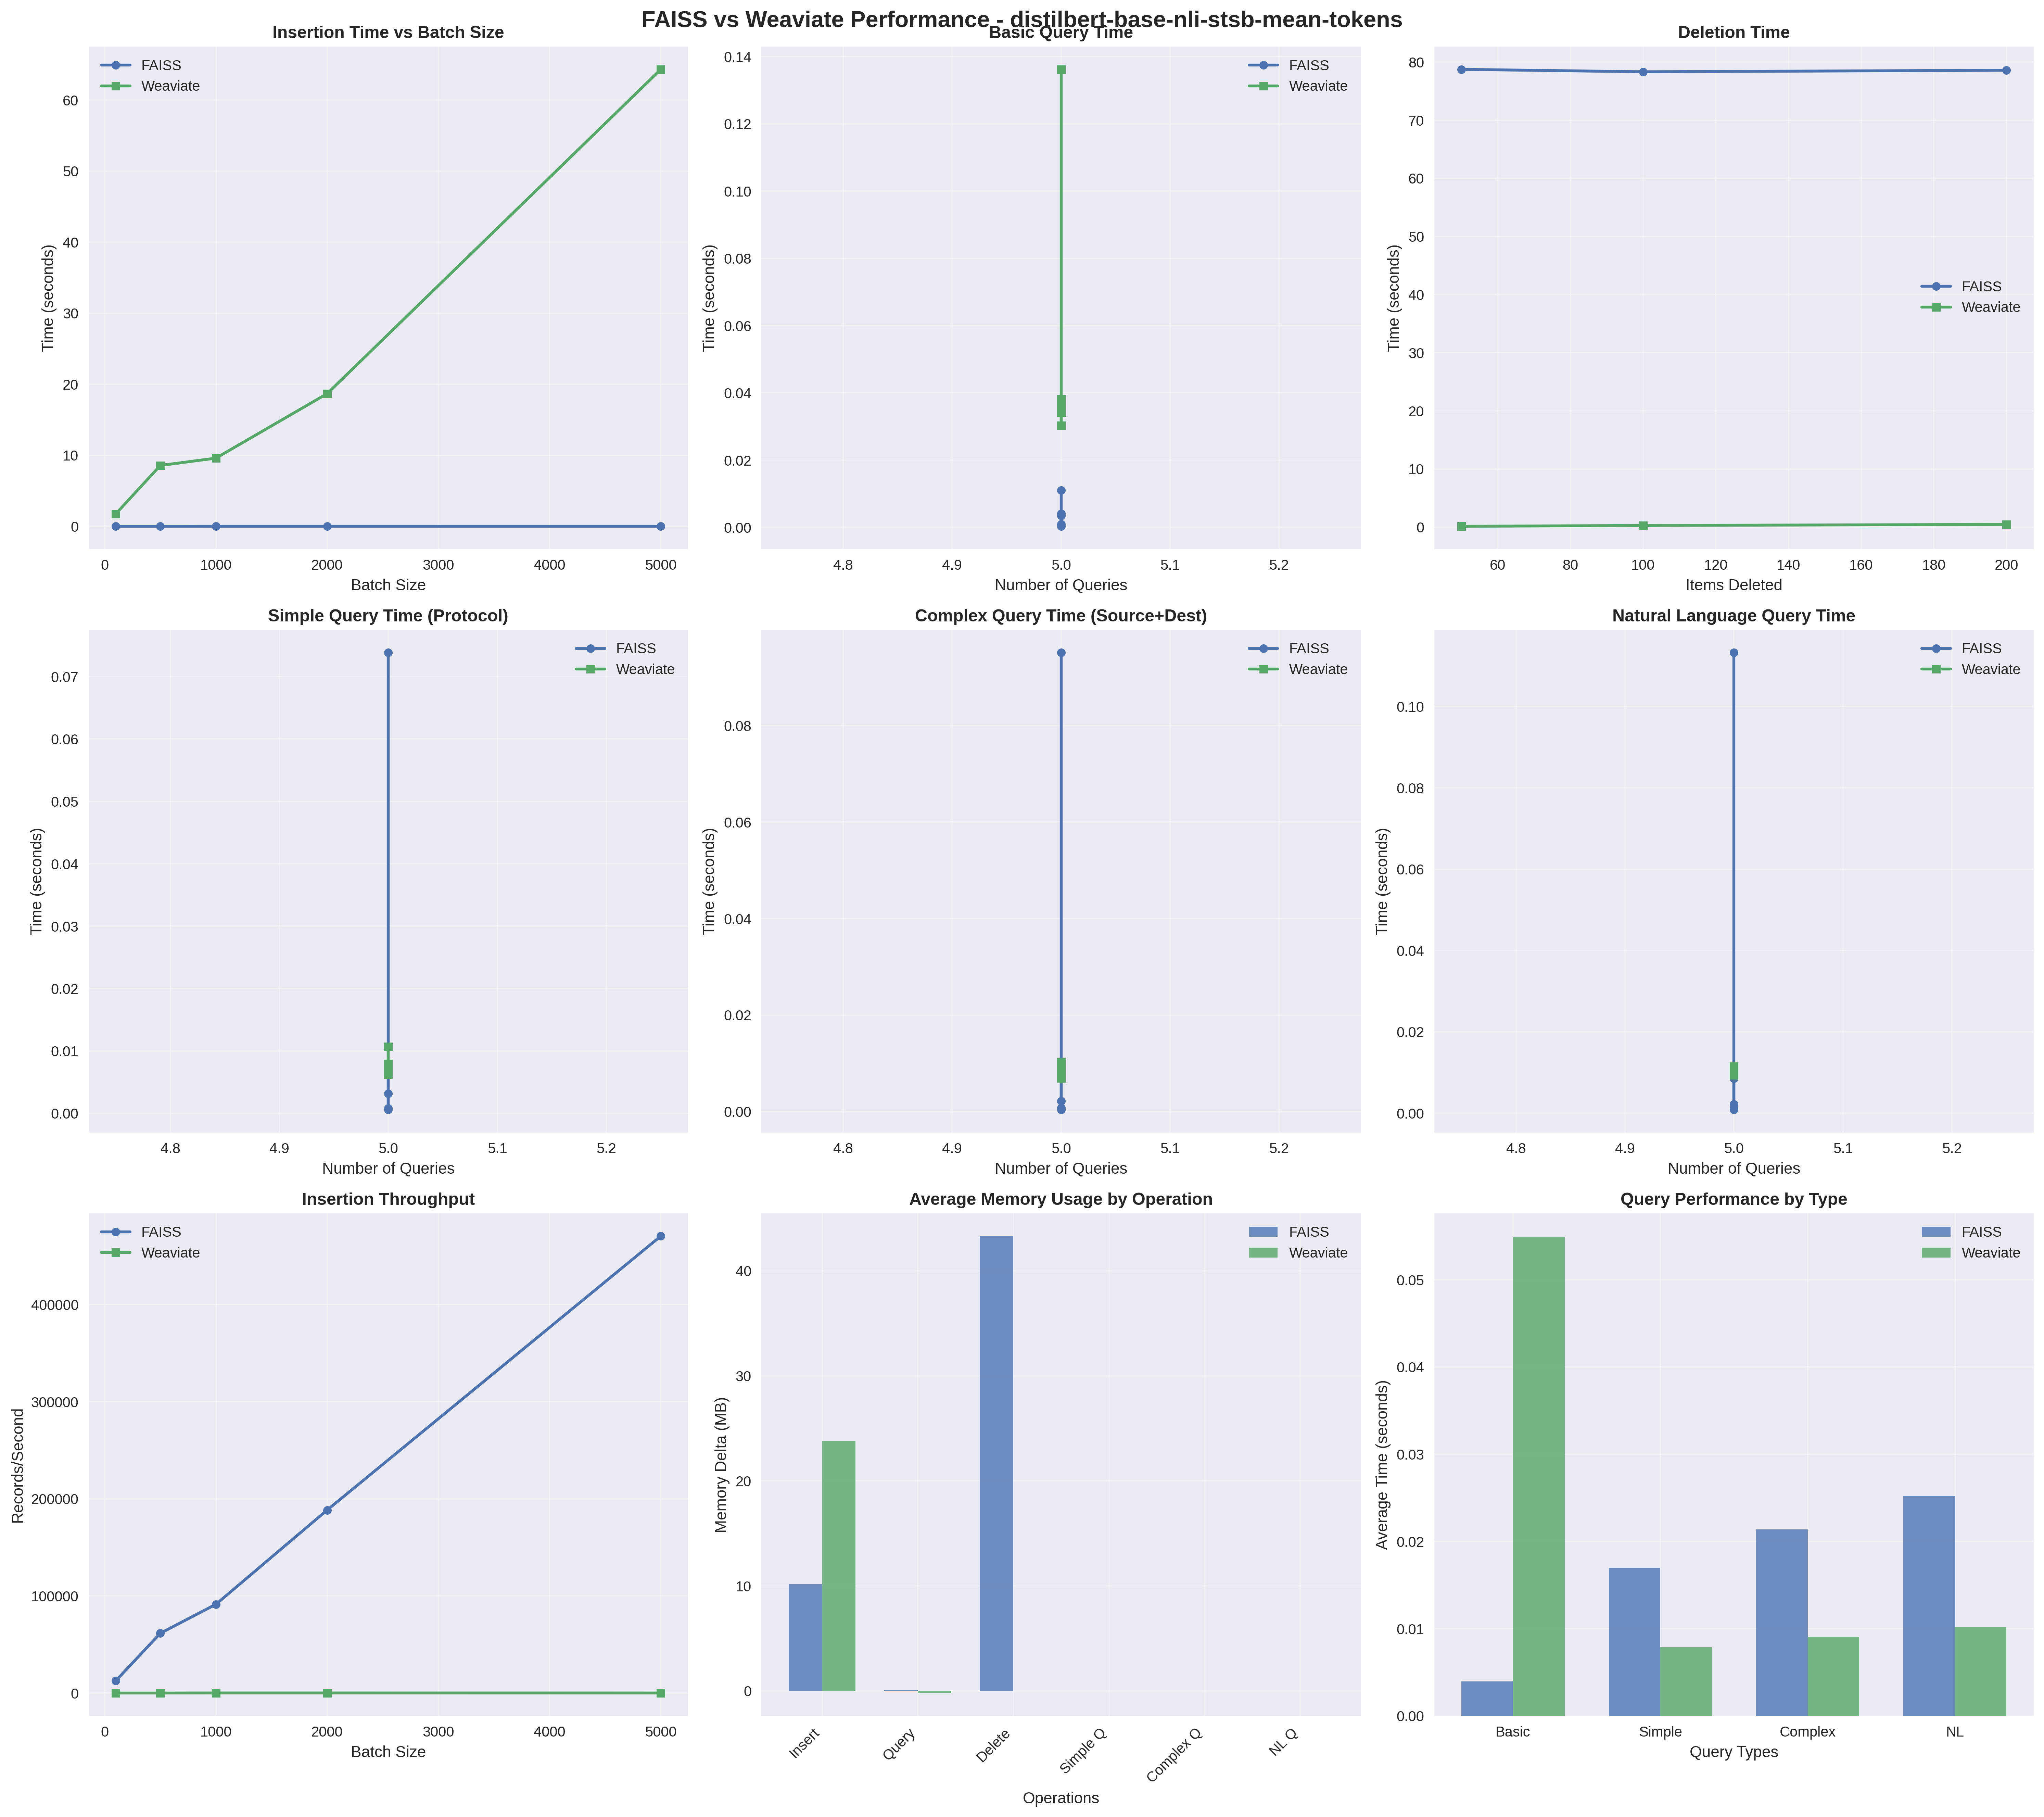 FAISS vs Weaviate Performance - distilbert-base-nli-stsb-mean-tokens
Insertion Time vs Batch Size
FAISS
Weaviate
60
50
40
30
20
10
0
Time (seconds)
0 1000 2000 3000 4000 5000
Batch Size
Basic Query Time
FAISS
Weaviate
0.14
0.12
0.10
0.08
0.06
0.04
0.02
0.00
Time (seconds)
4.8 4.9 5.0 5.1 5.2
Number of Queries
Deletion Time
FAISS
Weaviate
80
70
60
50
40
30
20
10
0
Time (seconds)
60 80 100 120 140 160 180 200
Items Deleted
Simple Query Time (Protocol)
FAISS
Weaviate
0.07
0.06
0.05
0.04
0.03
0.02
0.01
0.00
Time (seconds)
4.8 4.9 5.0 5.1 5.2
Number of Queries
Complex Query Time (Source+Dest)
FAISS
Weaviate
0.08
0.06
0.04
0.02
0.00
Time (seconds)
4.8 4.9 5.0 5.1 5.2
Number of Queries
Natural Language Query Time
FAISS
Weaviate
0.10
0.08
0.06
0.04
0.02
0.00
Time (seconds)
4.8 4.9 5.0 5.1 5.2
Number of Queries
Insertion Throughput
FAISS
Weaviate
400000
300000
200000
100000
0
Records/Second
0 1000 2000 3000 4000 5000
Batch Size
Average Memory Usage by Operation
FAISS
Weaviate
40
30
20
10
0
Memory Delta (MB)
Insert Query Delete Simple Q Complex Q NL Q
Operations
Query Performance by Type
FAISS
Weaviate
0.05
0.04
0.03
0.02
0.01
0.00
Average Time (seconds)
Basic Simple Complex NL
Query Types